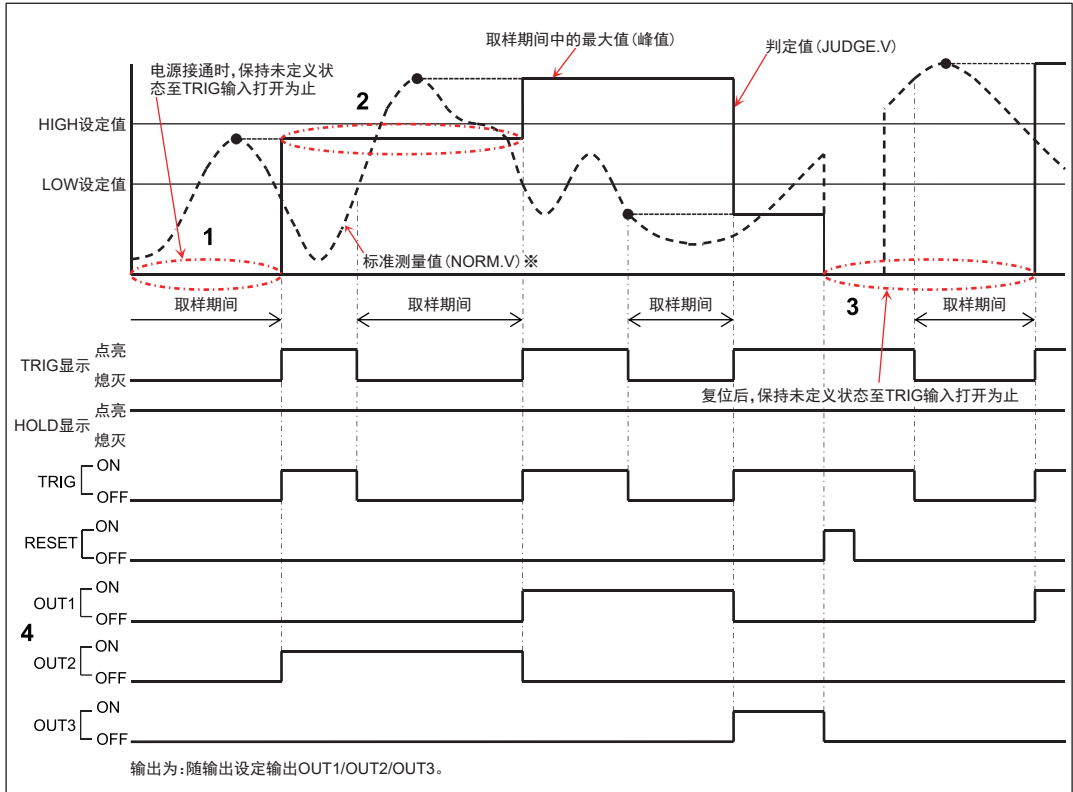 取样期间中的最大值(峰值)
判定值(JUDGE.V)
电源接通时,保持未定义状
态至TRIG输入打开为止
2
HIGH设定值
LOW设定值
1
标准测量值(NORM.V)※
3
取样期间
取样期间
取样期间
取样期间
TRIG显示
点亮
熄灭
复位后,保持未定义状态至TRIG输入打开为止
HOLD显示
点亮
熄灭
TRIG
ON
OFF
RESET
ON
OFF
OUT1
ON
OFF
4
OUT2
ON
OFF
OUT3
ON
OFF
输出为:随输出设定输出OUT1/OUT2/OUT3。